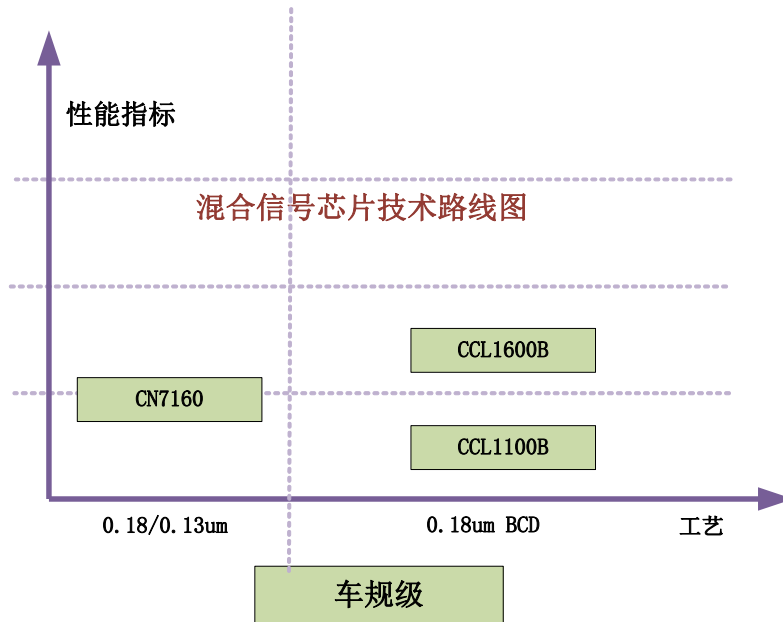 性能指标
混合信号芯片技术路线图
CCL1600B
CN7160
CCL1100B
0.18/0.13um
0.18um BCD
工艺
车规级